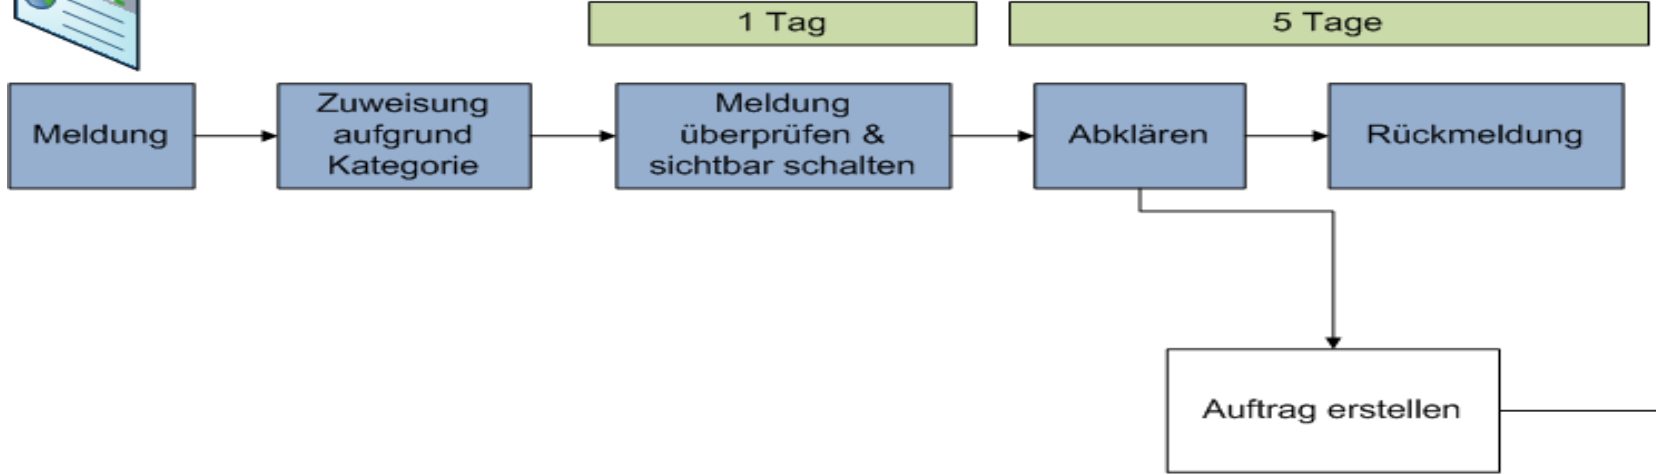 1 Tag
5 Tage
Meldung
Zuweisung
aufgrund
Kategorie
Meldung
überprüfen &
sichtbar schalten
Abklären
Rückmeldung
Auftrag erstellen